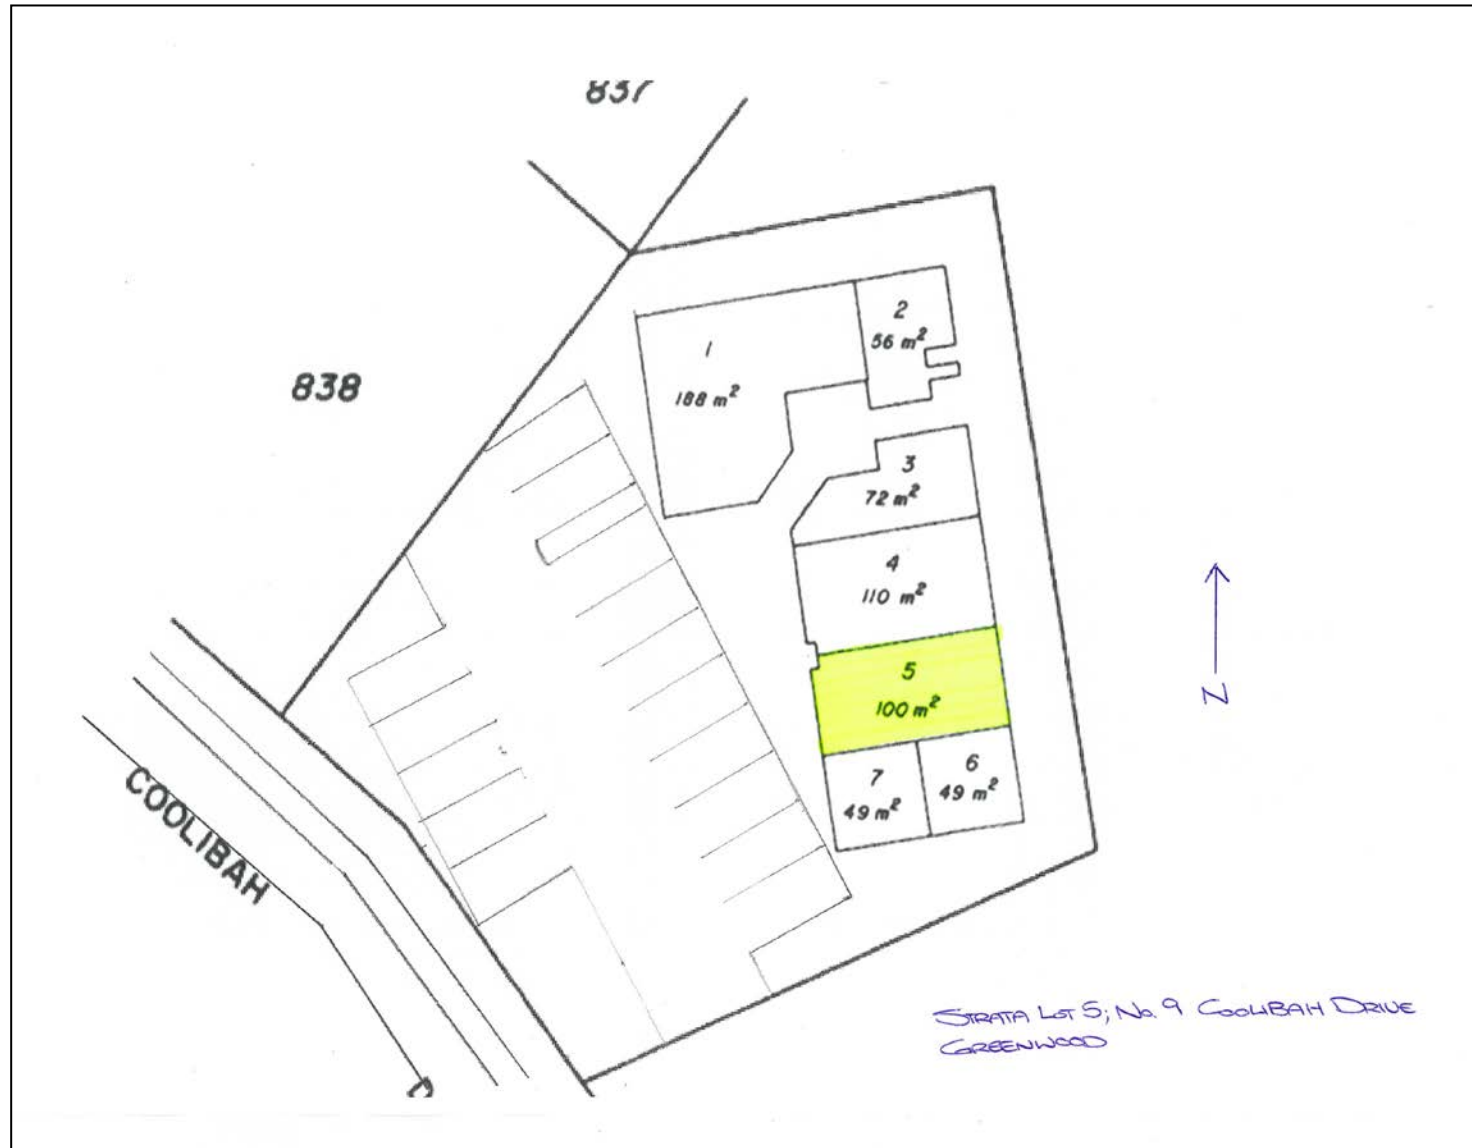 837
838
1
188 m²
2
56 m²
3
72 m²
4
110 m²
5
100 m²
6
49 m²
7
49 m²
N
COOLIBAH D
STRATA LOT 5; No. 9 COOLIBAH DRIVE
GREENWOOD